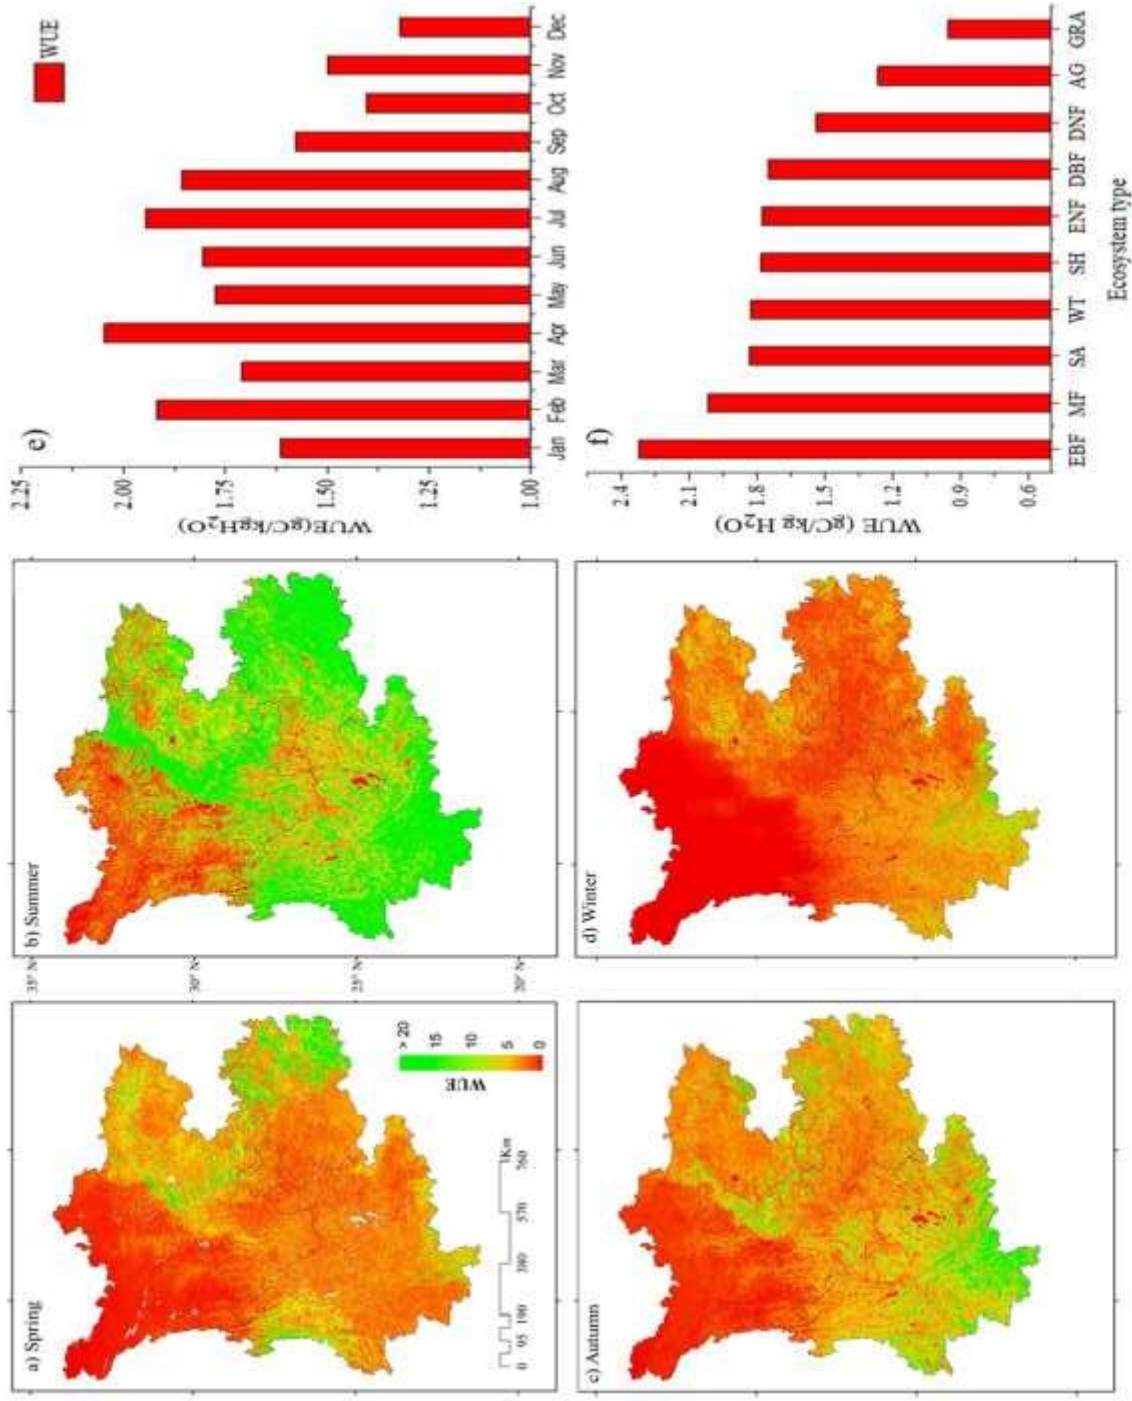 a) Spring
WUE
> 20
15
10
5
0
0 95 190 380 570 760
Km
b) Summer
35° N
30° N
25° N
20° N
c) Autumn
d) Winter
e)
WUE
WUE(gC/kgH₂O)
2.25
2.00
1.75
1.50
1.25
1.00
Jan Feb Mar Apr May Jun Jul Aug Sep Oct Nov Dec
f)
WUE (gC/kg H₂O)
2.4
2.1
1.8
1.5
1.2
0.9
0.6
EBF MF SA WT SH ENF DBF DNF AG GRA
Ecosystem type